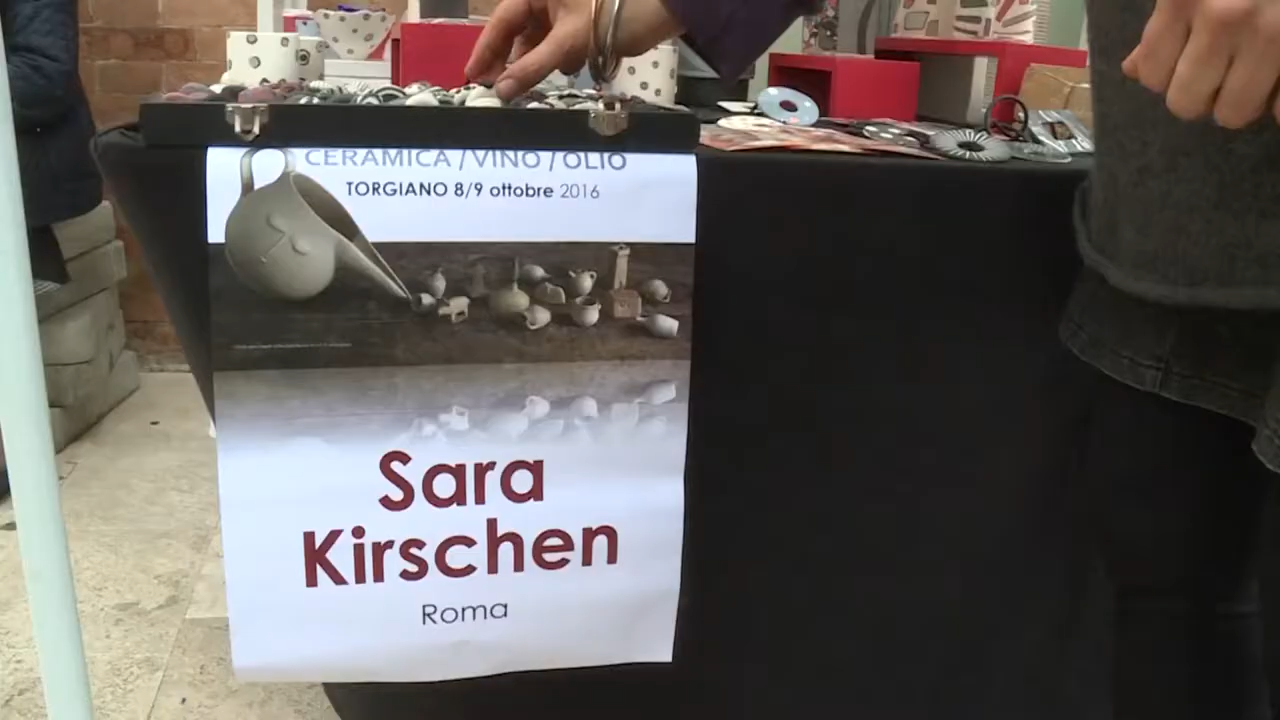 CERAMICA / VINO / OLIO
TORGIANO 8/9 ottobre 2016
Sara
Kirschen
Roma